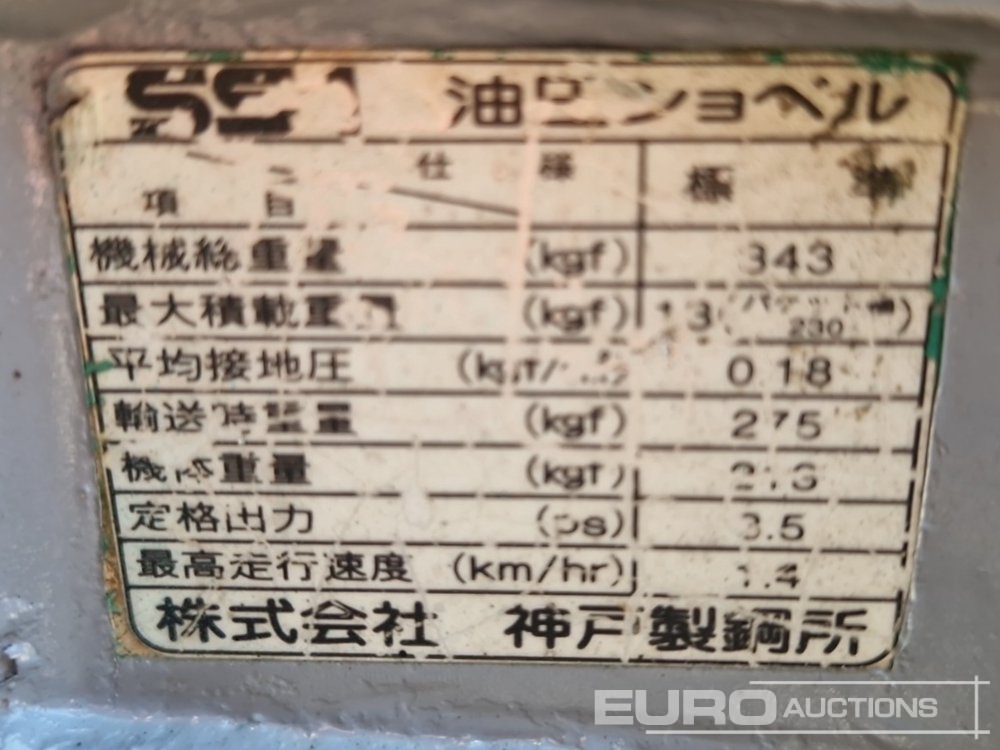 油圧ショベル
仕様 標準
項目
機械総重量 (kgf) 343
最大積載重量 (kgf) (バケット 230)
平均接地圧 0.18
輸送時重量 (kgf) 275
機体重量 (kgf)
定格出力 (ps) 3.5
最高走行速度 (km/hr) 1.4
株式会社 神戸製鋼所
EURO AUCTIONS